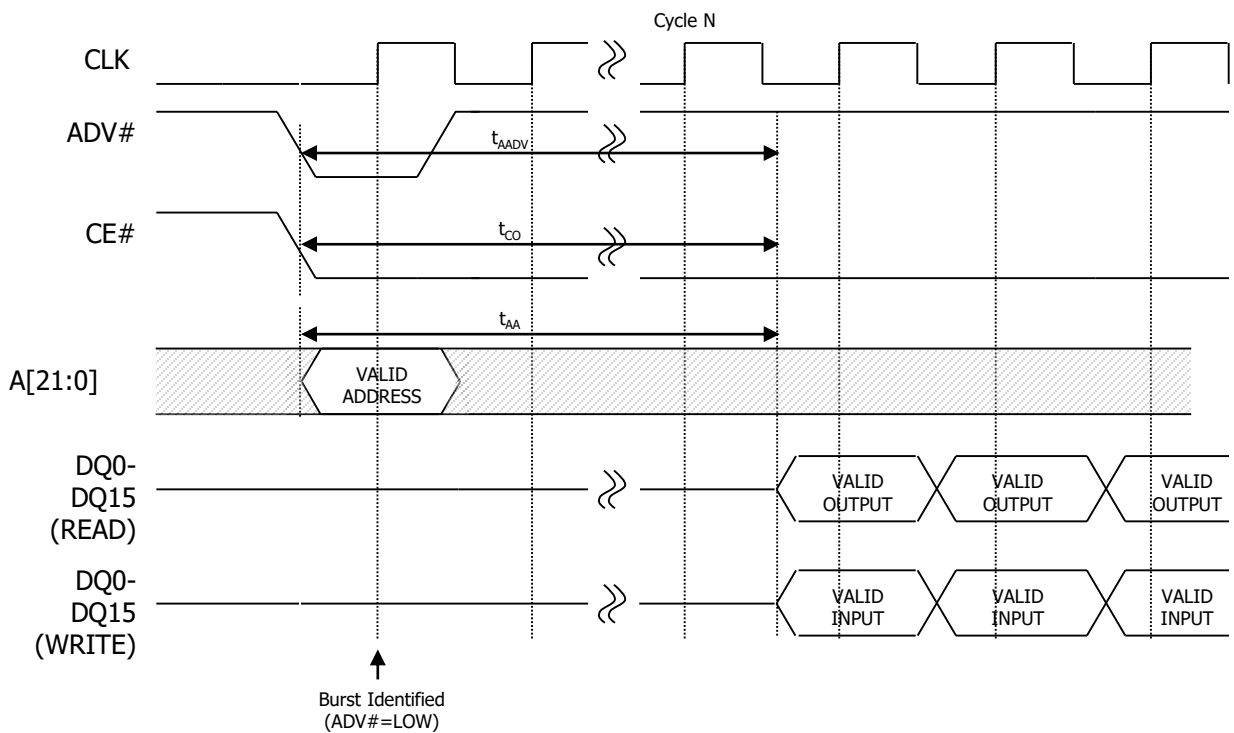 Cycle N
CLK
ADV#
tAADV
CE#
tCO
tAA
A[21:0]
VALID
ADDRESS
DQ0-
DQ15
(READ)
VALID
OUTPUT
VALID
OUTPUT
VALID
OUTPUT
DQ0-
DQ15
(WRITE)
VALID
INPUT
VALID
INPUT
VALID
INPUT
Burst Identified
(ADV#=LOW)